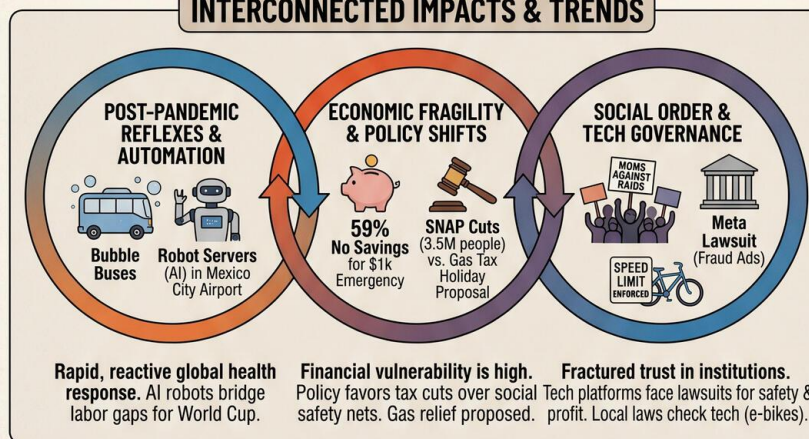 INTERCONNECTED IMPACTS & TRENDS
POST-PANDEMIC
REFLEXES &
AUTOMATION
Bubble
Buses
Robot Servers
(AI) in Mexico
City Airport
ECONOMIC FRAGILITY
& POLICY SHIFTS
59%
No Savings
for $1k
Emergency
SNAP Cuts
(3.5M people)
vs. Gas Tax
Holiday
Proposal
SOCIAL ORDER &
TECH GOVERNANCE
MOMS
AGAINST
RAIDS
Meta
Lawsuit
(Fraud Ads)
SPEED
LIMIT
ENFORCED
Rapid, reactive global health
response. AI robots bridge
labor gaps for World Cup.
Financial vulnerability is high.
Policy favors tax cuts over social
safety nets. Gas relief proposed.
Fractured trust in institutions.
Tech platforms face lawsuits for safety &
profit. Local laws check tech (e-bikes).